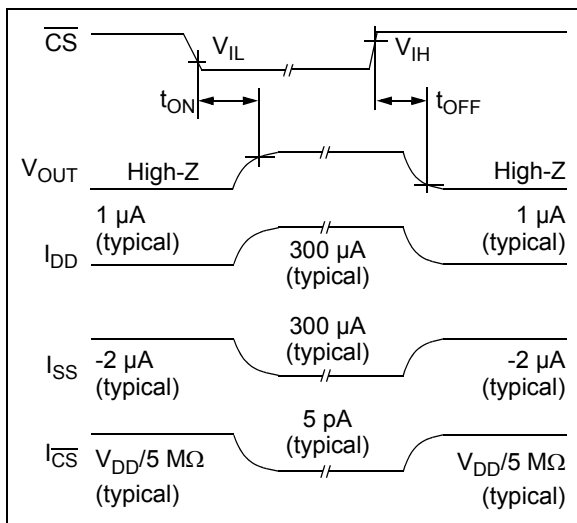 CS V_IL V_IH
t_ON t_OFF
V_OUT High-Z High-Z
1 µA 1 µA
(typical) (typical)
I_DD 300 µA
(typical)
300 µA
I_SS -2 µA (typical) -2 µA
(typical) (typical)
5 pA
I_CS (typical)
V_DD/5 MΩ V_DD/5 MΩ
(typical) (typical)